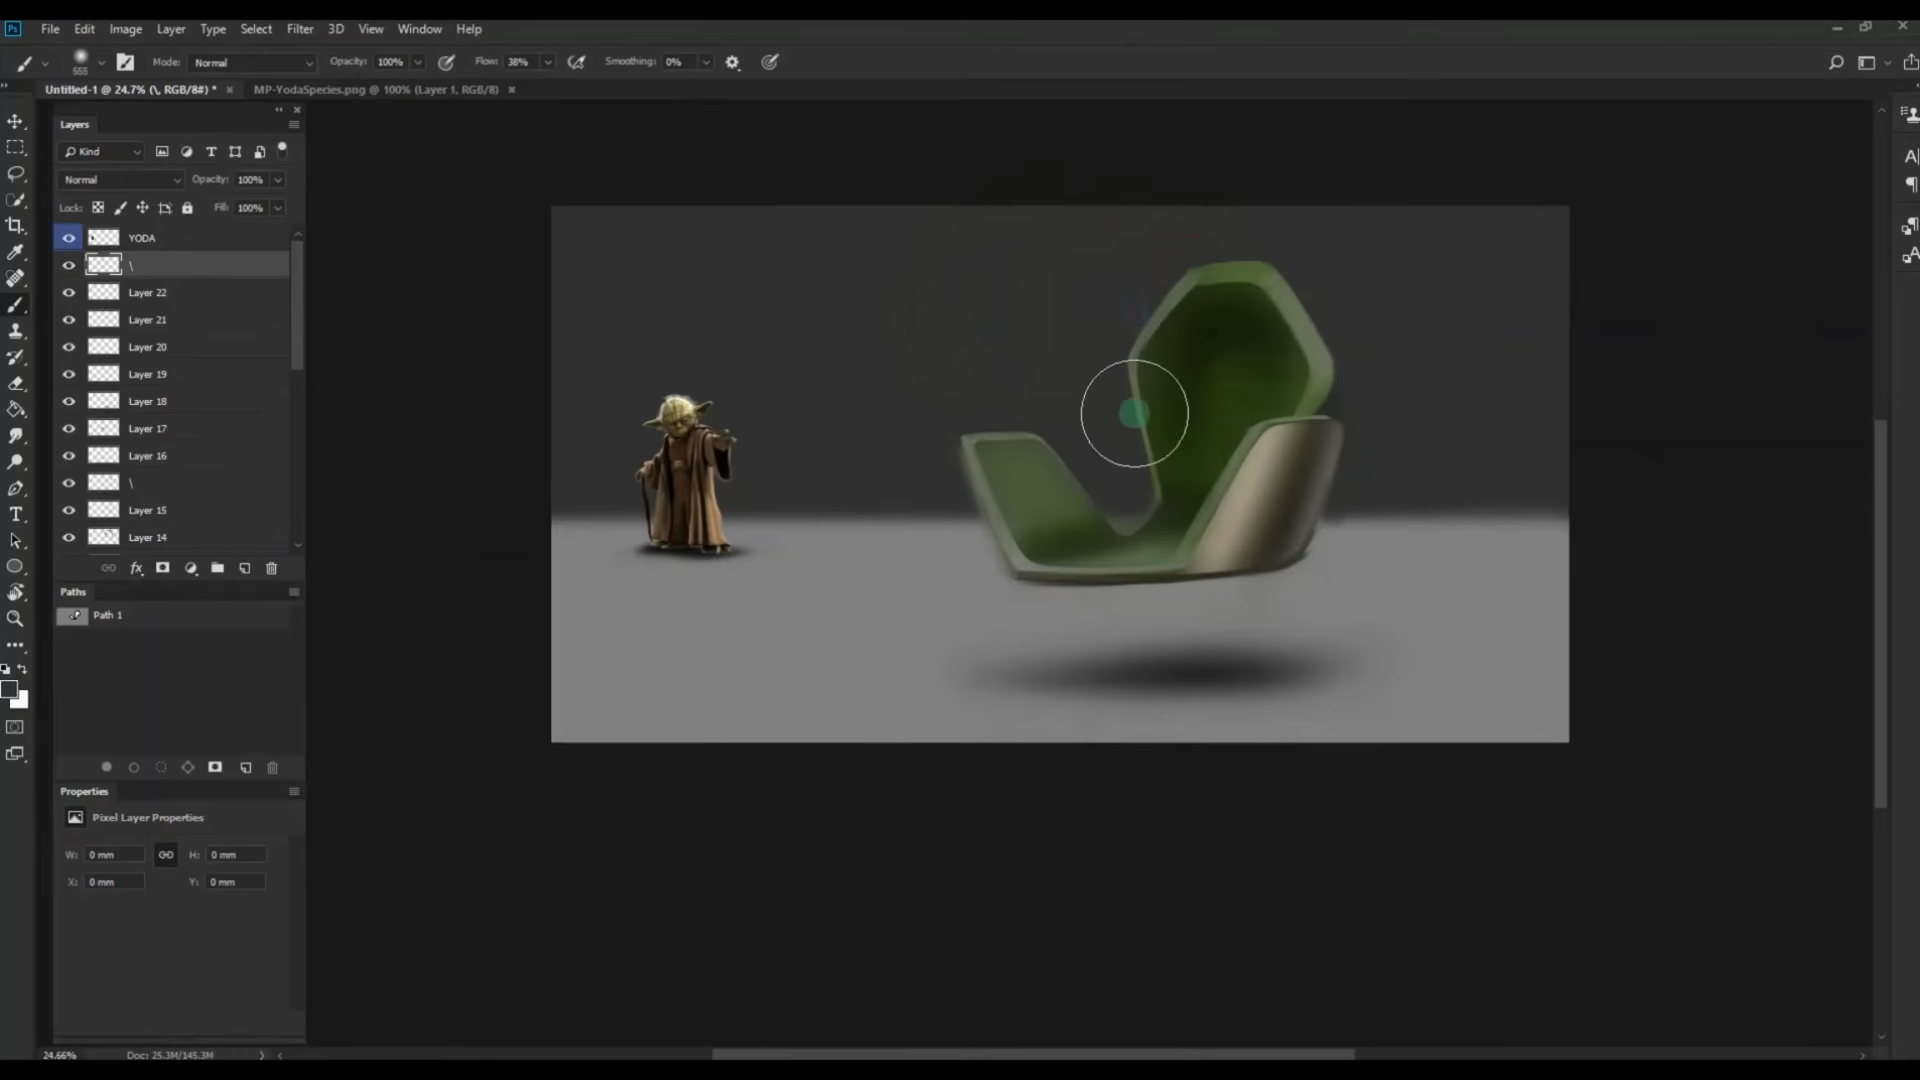 Ps File Edit Image Layer Type Select Filter 3D View Window Help
555 Mode: Normal Opacity: 100% Flow: 38% Smoothing: 0%
Untitled-1 @ 24.7% (\, RGB/8#) * × MP-YodaSpecies.png @ 100% (Layer 1, RGB/8) ×
Layers
Kind
Normal Opacity: 100%
Lock: Fill: 100%
YODA
\
Layer 22
Layer 21
Layer 20
Layer 19
Layer 18
Layer 17
Layer 16
\
Layer 15
Layer 14
fx
Paths
Path 1
Properties
Pixel Layer Properties
W: 0 mm H: 0 mm
X: 0 mm Y: 0 mm
24.66% Doc: 25.3M/145.3M